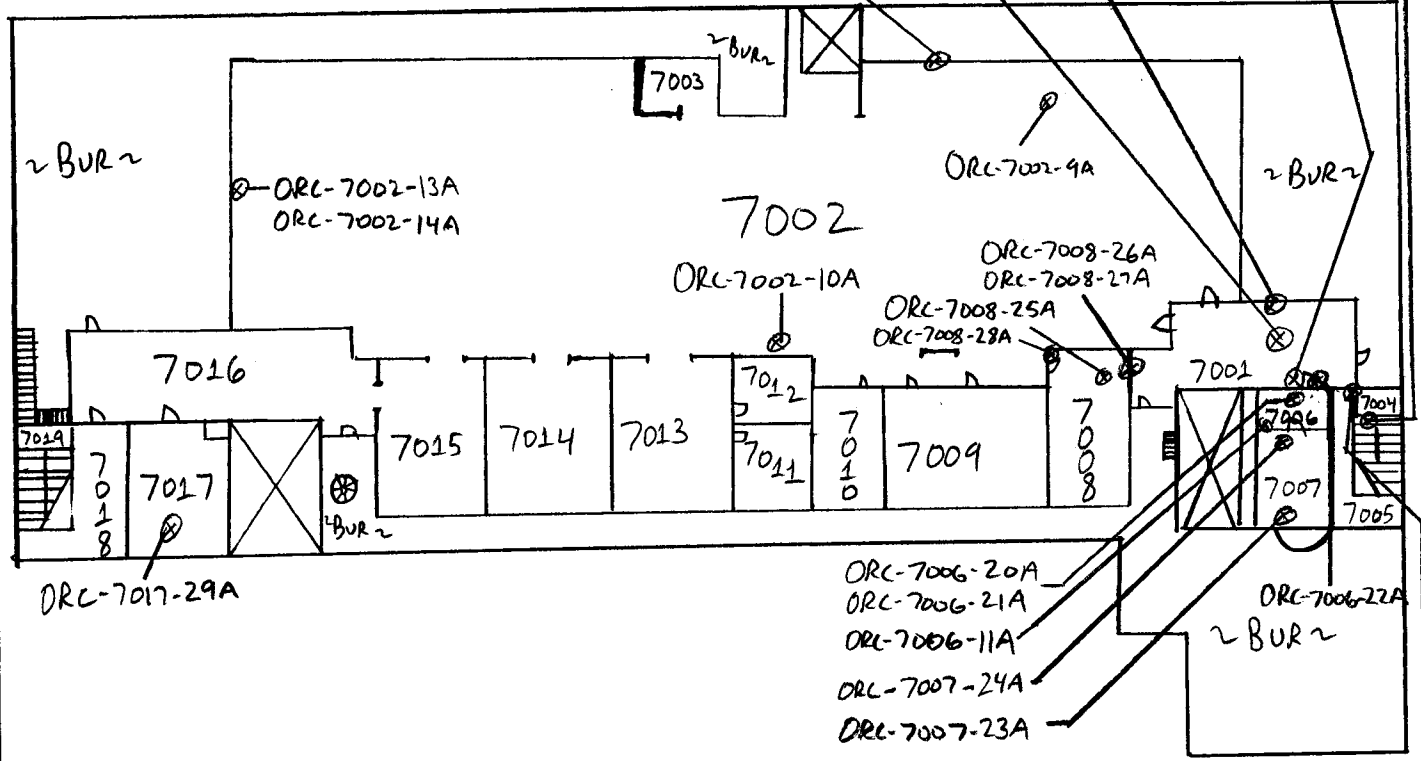 ~BUR~
7003
~BUR~
ORC-7002-9A
~BUR~
ORC-7002-13A
ORC-7002-14A
7002
ORC-7002-10A
ORC-7008-26A
ORC-7008-27A
ORC-7008-25A
ORC-7008-28A
7016
7001
7012
7004
7006
7019
7018
7017
~BUR~
7015
7014
7013
7011
7010
7009
7008
7007
7005
ORC-7017-29A
ORC-7006-20A
ORC-7006-21A
ORC-7006-11A
ORC-7007-24A
ORC-7007-23A
ORC-7006-22A
~BUR~